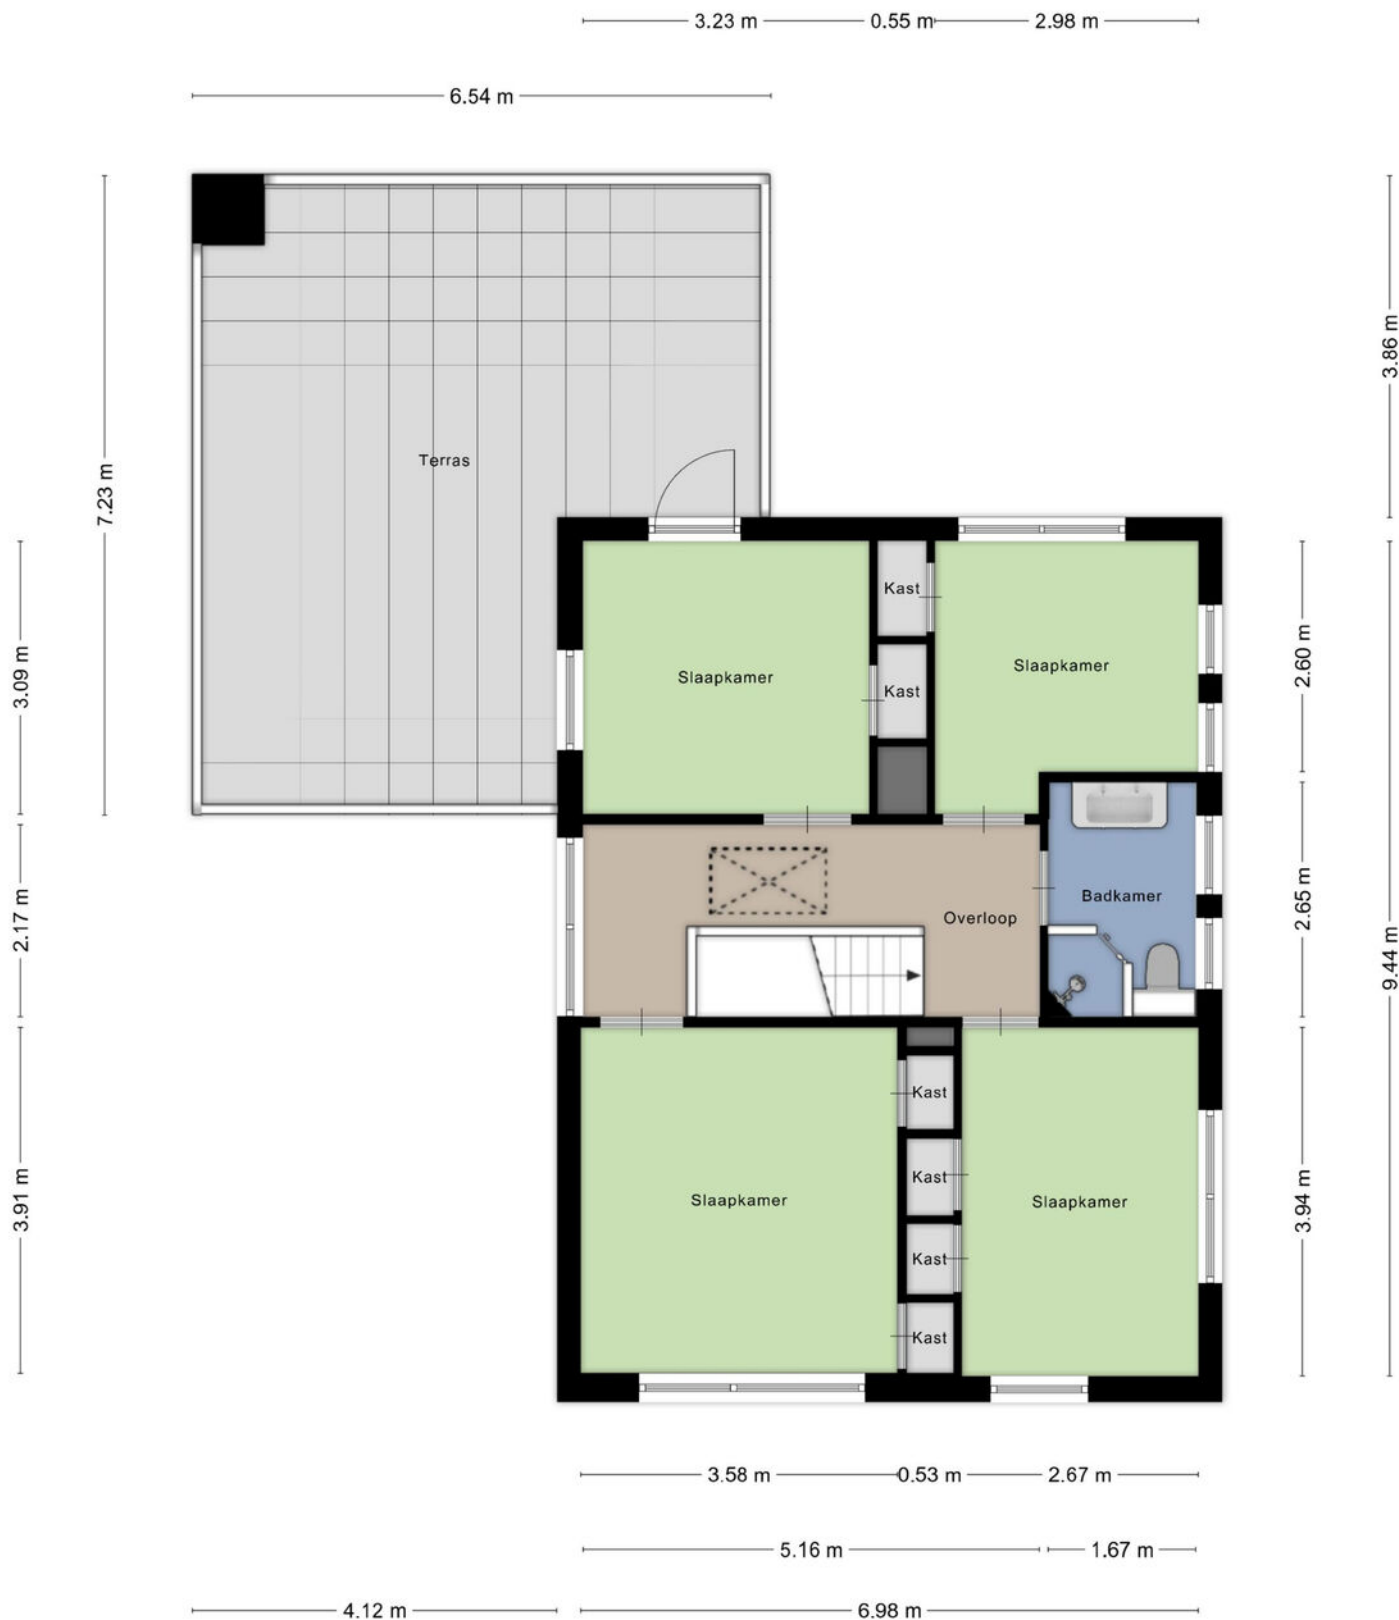 3.23 m 0.55 m 2.98 m
6.54 m
3.86 m
7.23 m
Terras
3.09 m
Kast
2.60 m
Slaapkamer
Slaapkamer
Kast
2.17 m
Overloop
Badkamer
2.65 m
9.44 m
3.91 m
Kast
Kast
Slaapkamer
Slaapkamer
3.94 m
Kast
Kast
3.58 m 0.53 m 2.67 m
5.16 m 1.67 m
4.12 m 6.98 m